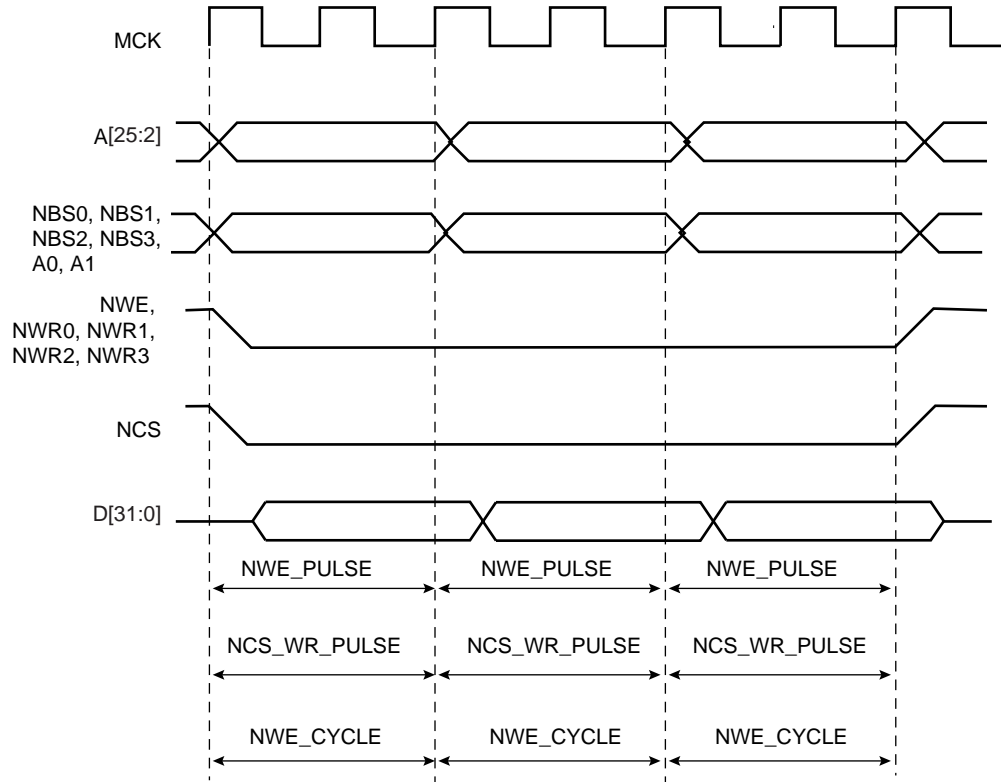 MCK
A[25:2]
NBS0, NBS1,
NBS2, NBS3,
A0, A1
NWE,
NWR0, NWR1,
NWR2, NWR3
NCS
D[31:0]
NWE_PULSE NWE_PULSE NWE_PULSE
NCS_WR_PULSE NCS_WR_PULSE NCS_WR_PULSE
NWE_CYCLE NWE_CYCLE NWE_CYCLE